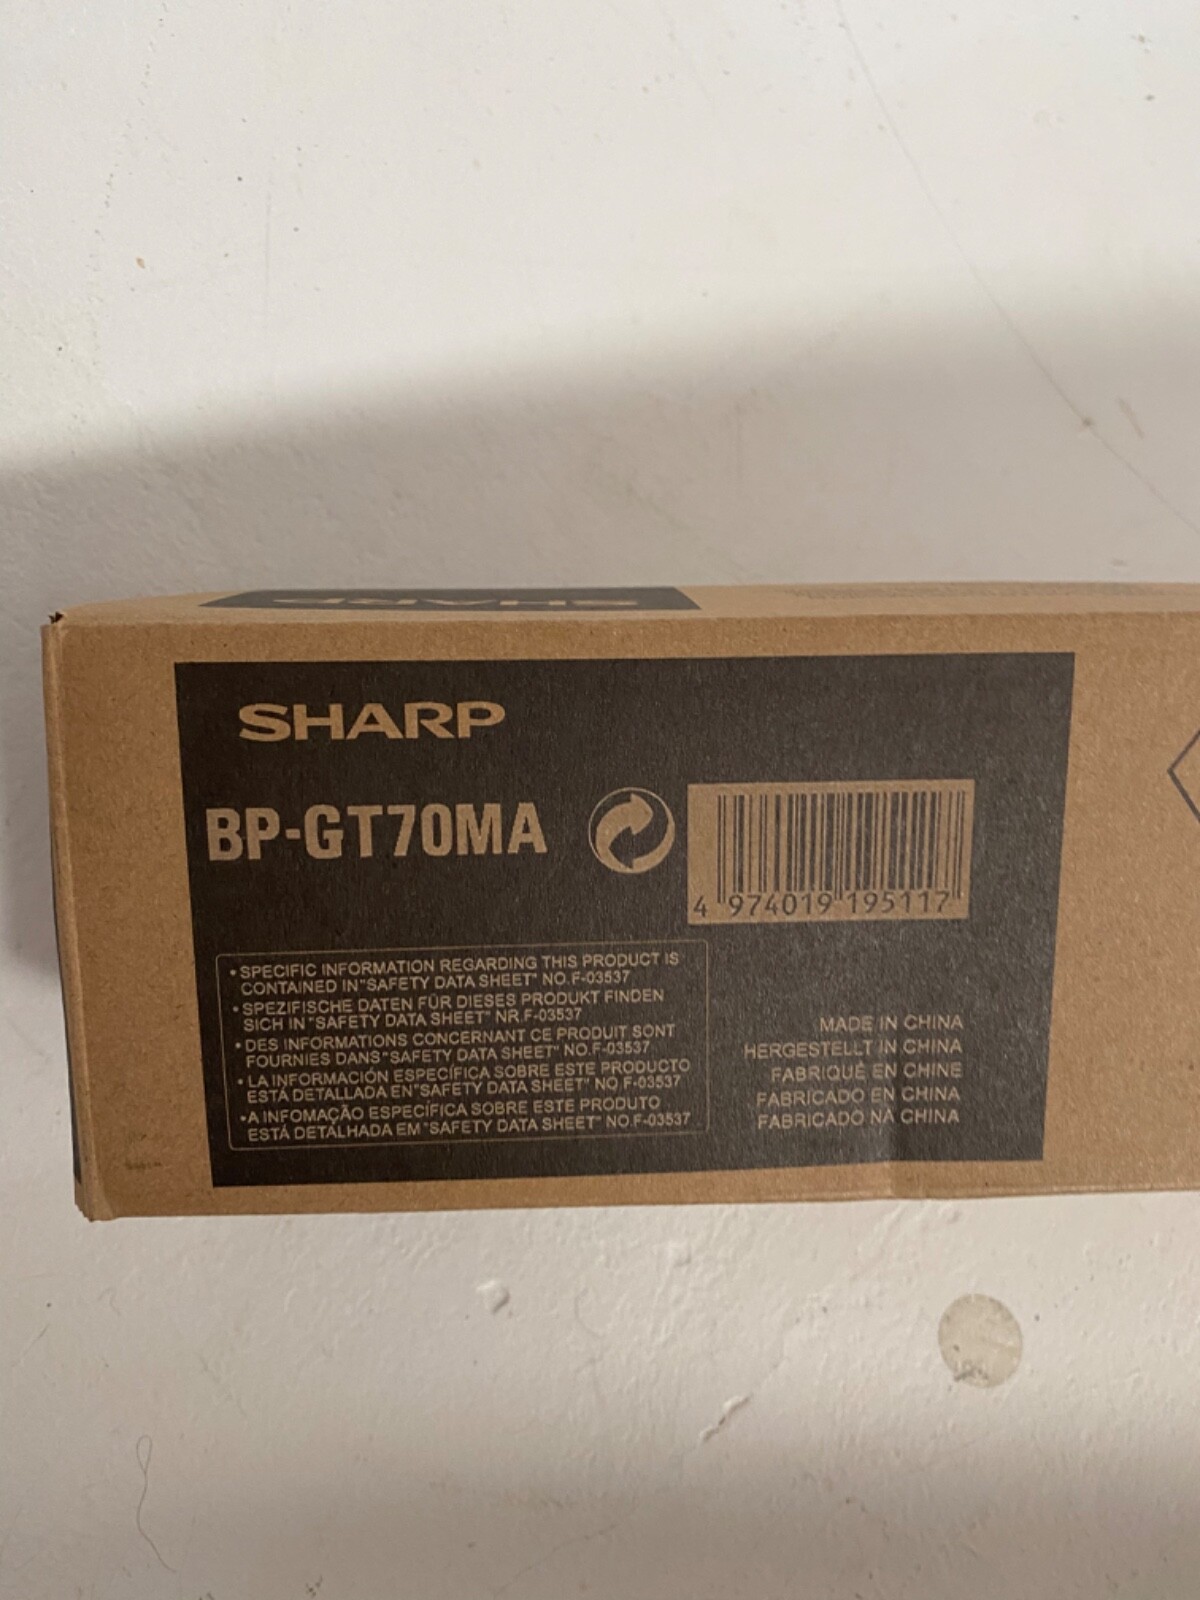 SHARP
SHARP
BP-GT70MA
4 974019 195117
• SPECIFIC INFORMATION REGARDING THIS PRODUCT IS
CONTAINED IN "SAFETY DATA SHEET" NO.F-03537
• SPEZIFISCHE DATEN FÜR DIESES PRODUKT FINDEN
SICH IN "SAFETY DATA SHEET" NR.F-03537
• DES INFORMATIONS CONCERNANT CE PRODUIT SONT
FOURNIES DANS "SAFETY DATA SHEET" NO.F-03537
• LA INFORMACIÓN ESPECÍFICA SOBRE ESTE PRODUCTO
ESTÁ DETALLADA EN "SAFETY DATA SHEET" NO.F-03537
• A INFOMAÇÃO ESPECÍFICA SOBRE ESTE PRODUTO
ESTÁ DETALHADA EM "SAFETY DATA SHEET" NO.F-03537
MADE IN CHINA
HERGESTELLT IN CHINA
FABRIQUÉ EN CHINE
FABRICADO EN CHINA
FABRICADO NA CHINA